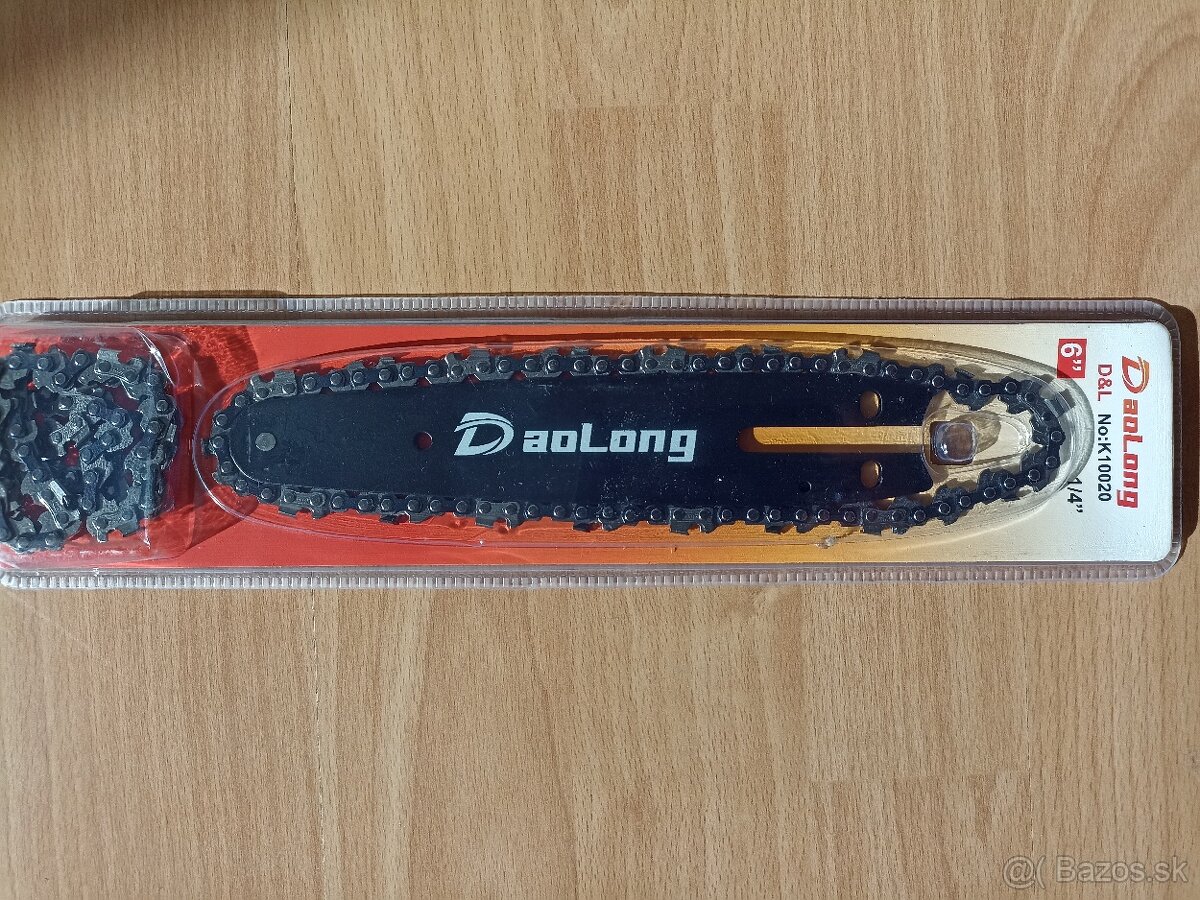 DaoLong
D&L No:K10020
6"
1/4"
DaoLong
@( Bazos.sk